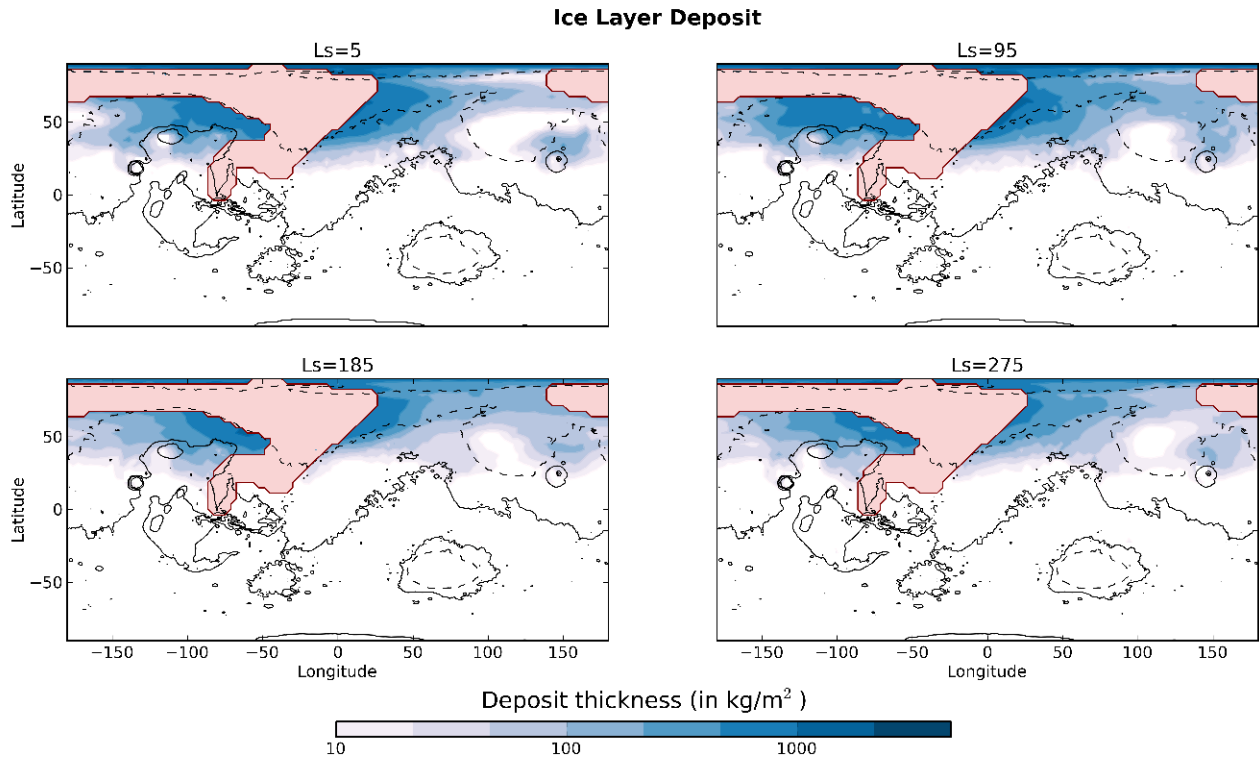 Ice Layer Deposit
Ls=5
Ls=95
50
0
−50
Latitude
Ls=185
Ls=275
50
0
−50
Latitude
−150 −100 −50 0 50 100 150
Longitude
−150 −100 −50 0 50 100 150
Longitude
Deposit thickness (in kg/m² )
10 100 1000